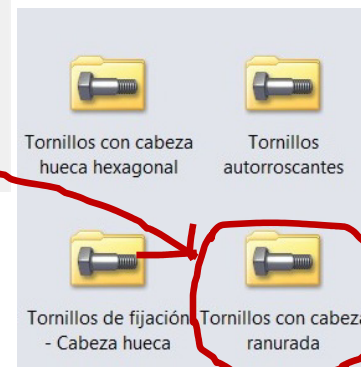 Tornillos con cabeza
hueca hexagonal
Tornillos
autorroscantes
Tornillos de fijación
- Cabeza hueca
Tornillos con cabeza
ranurada